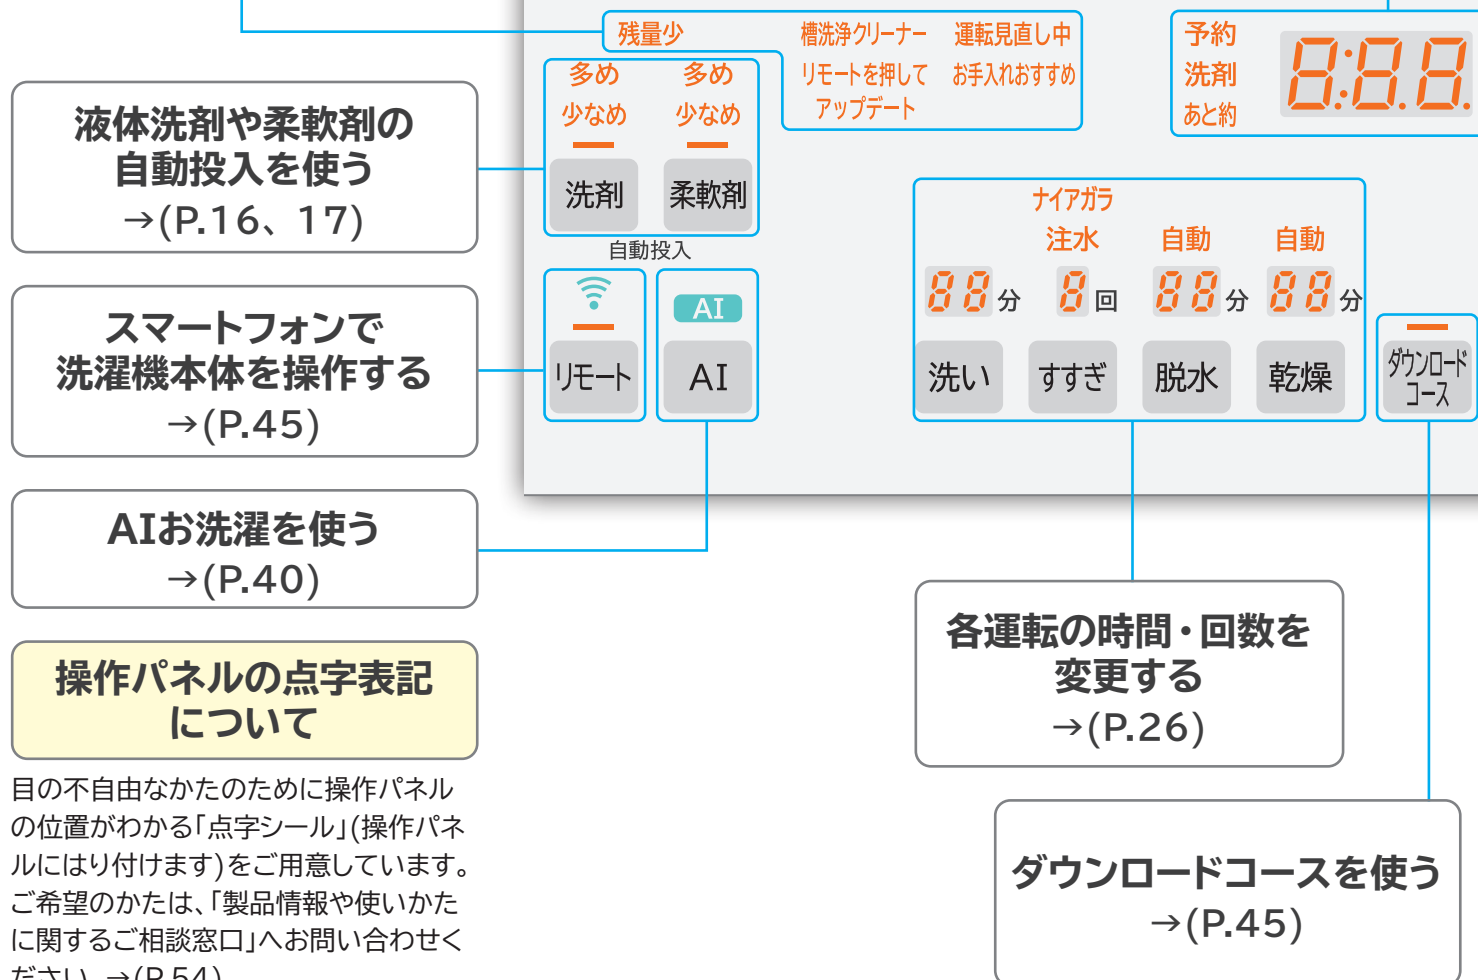 残量少
槽洗浄クリーナー 運転見直し中
リモートを押して お手入れおすすめ
アップデート
予約
洗剤
あと約
8:8.8.
多め 多め
少なめ 少なめ
洗剤 柔軟剤
自動投入
液体洗剤や柔軟剤の
自動投入を使う
→(P.16、17)
AI
リモート AI
スマートフォンで
洗濯機本体を操作する
→(P.45)
ナイアガラ
注水 自動 自動
88分 8回 88分 88分
洗い すすぎ 脱水 乾燥
ダウンロード
コース
AIお洗濯を使う
→(P.40)
各運転の時間・回数を
変更する
→(P.26)
ダウンロードコースを使う
→(P.45)
操作パネルの点字表記
について
目の不自由なかたのために操作パネル
の位置がわかる「点字シール」(操作パネ
ルにはり付けます)をご用意しています。
ご希望のかたは、「製品情報や使いかた
に関するご相談窓口」へお問い合わせく
ださい。→(P.54)